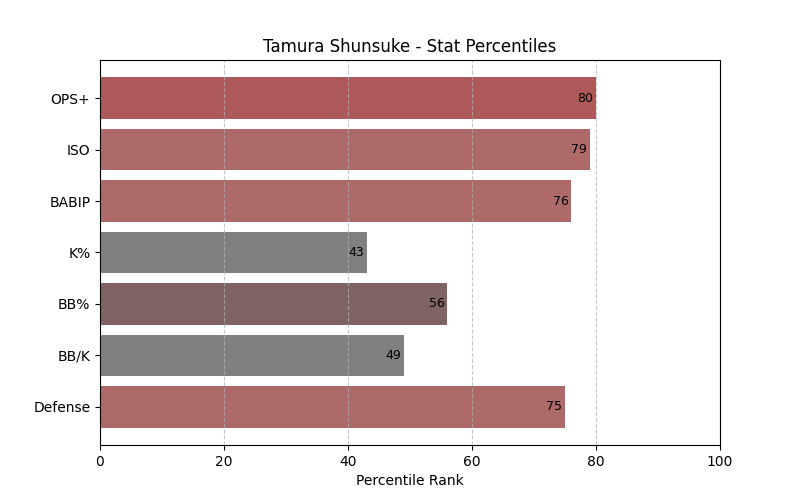 Tamura Shunsuke - Stat Percentiles
OPS+ 80
ISO 79
BABIP 76
K% 43
BB% 56
BB/K 49
Defense 75
0 20 40 60 80 100
Percentile Rank